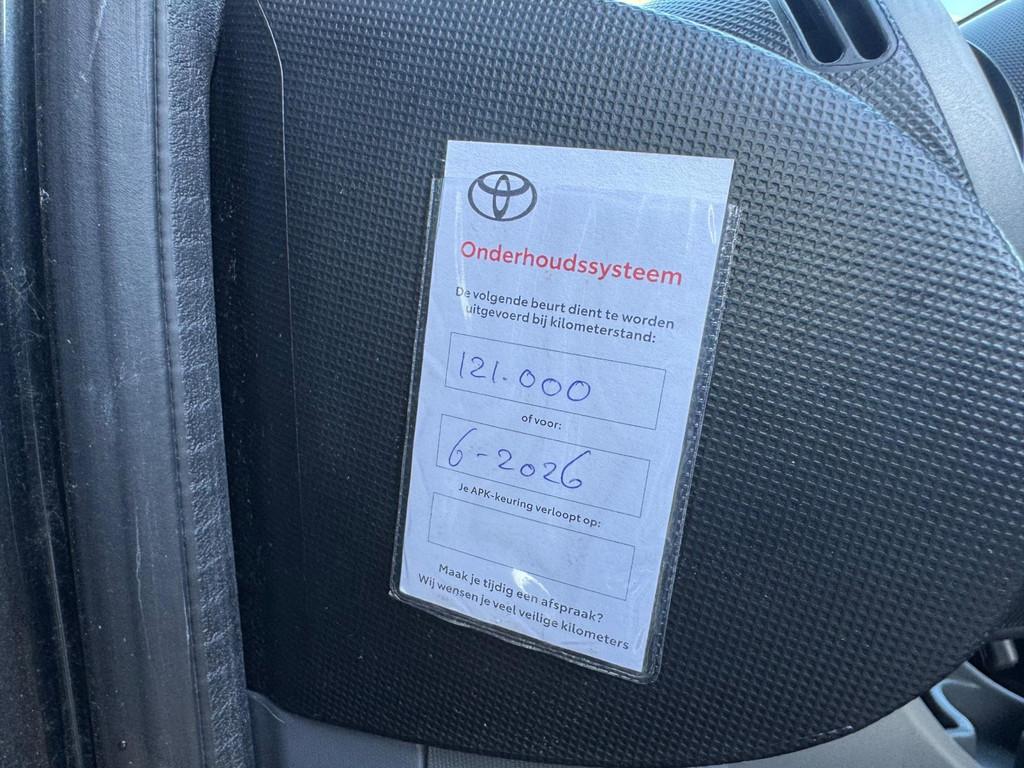 Onderhoudssysteem
De volgende beurt dient te worden
uitgevoerd bij kilometerstand:
121.000
of voor:
6-2026
Je APK-keuring verloopt op:
Maak je tijdig een afspraak?
Wij wensen je veel veilige kilometers